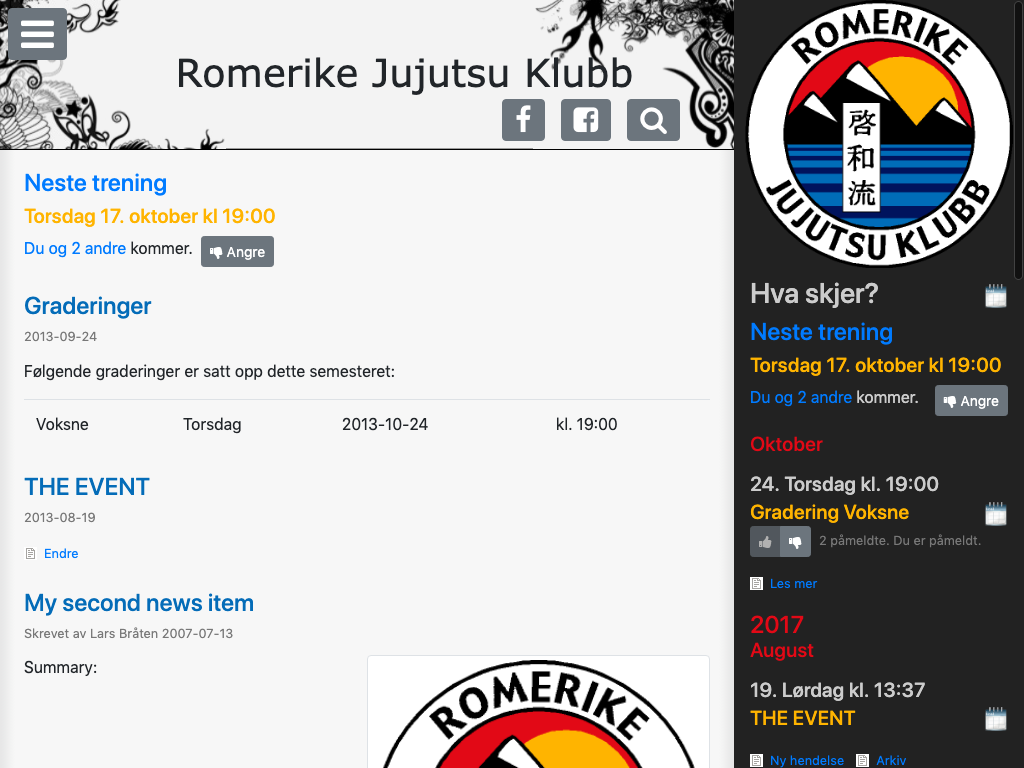 Romerike Jujutsu Klubb
Neste trening
Torsdag 17. oktober kl 19:00
Du og 2 andre kommer. Angre
Graderinger
2013-09-24
Følgende graderinger er satt opp dette semesteret:
Voksne Torsdag 2013-10-24 kl. 19:00
THE EVENT
2013-08-19
Endre
My second news item
Skrevet av Lars Bråten 2007-07-13
Summary:
ROMERIKE
ROMERIKE
啓和流
JUJUTSU KLUBB
Hva skjer?
Neste trening
Torsdag 17. oktober kl 19:00
Du og 2 andre kommer. Angre
Oktober
24. Torsdag kl. 19:00
Gradering Voksne
2 påmeldte. Du er påmeldt.
Les mer
2017
August
19. Lørdag kl. 13:37
THE EVENT
Ny hendelse Arkiv